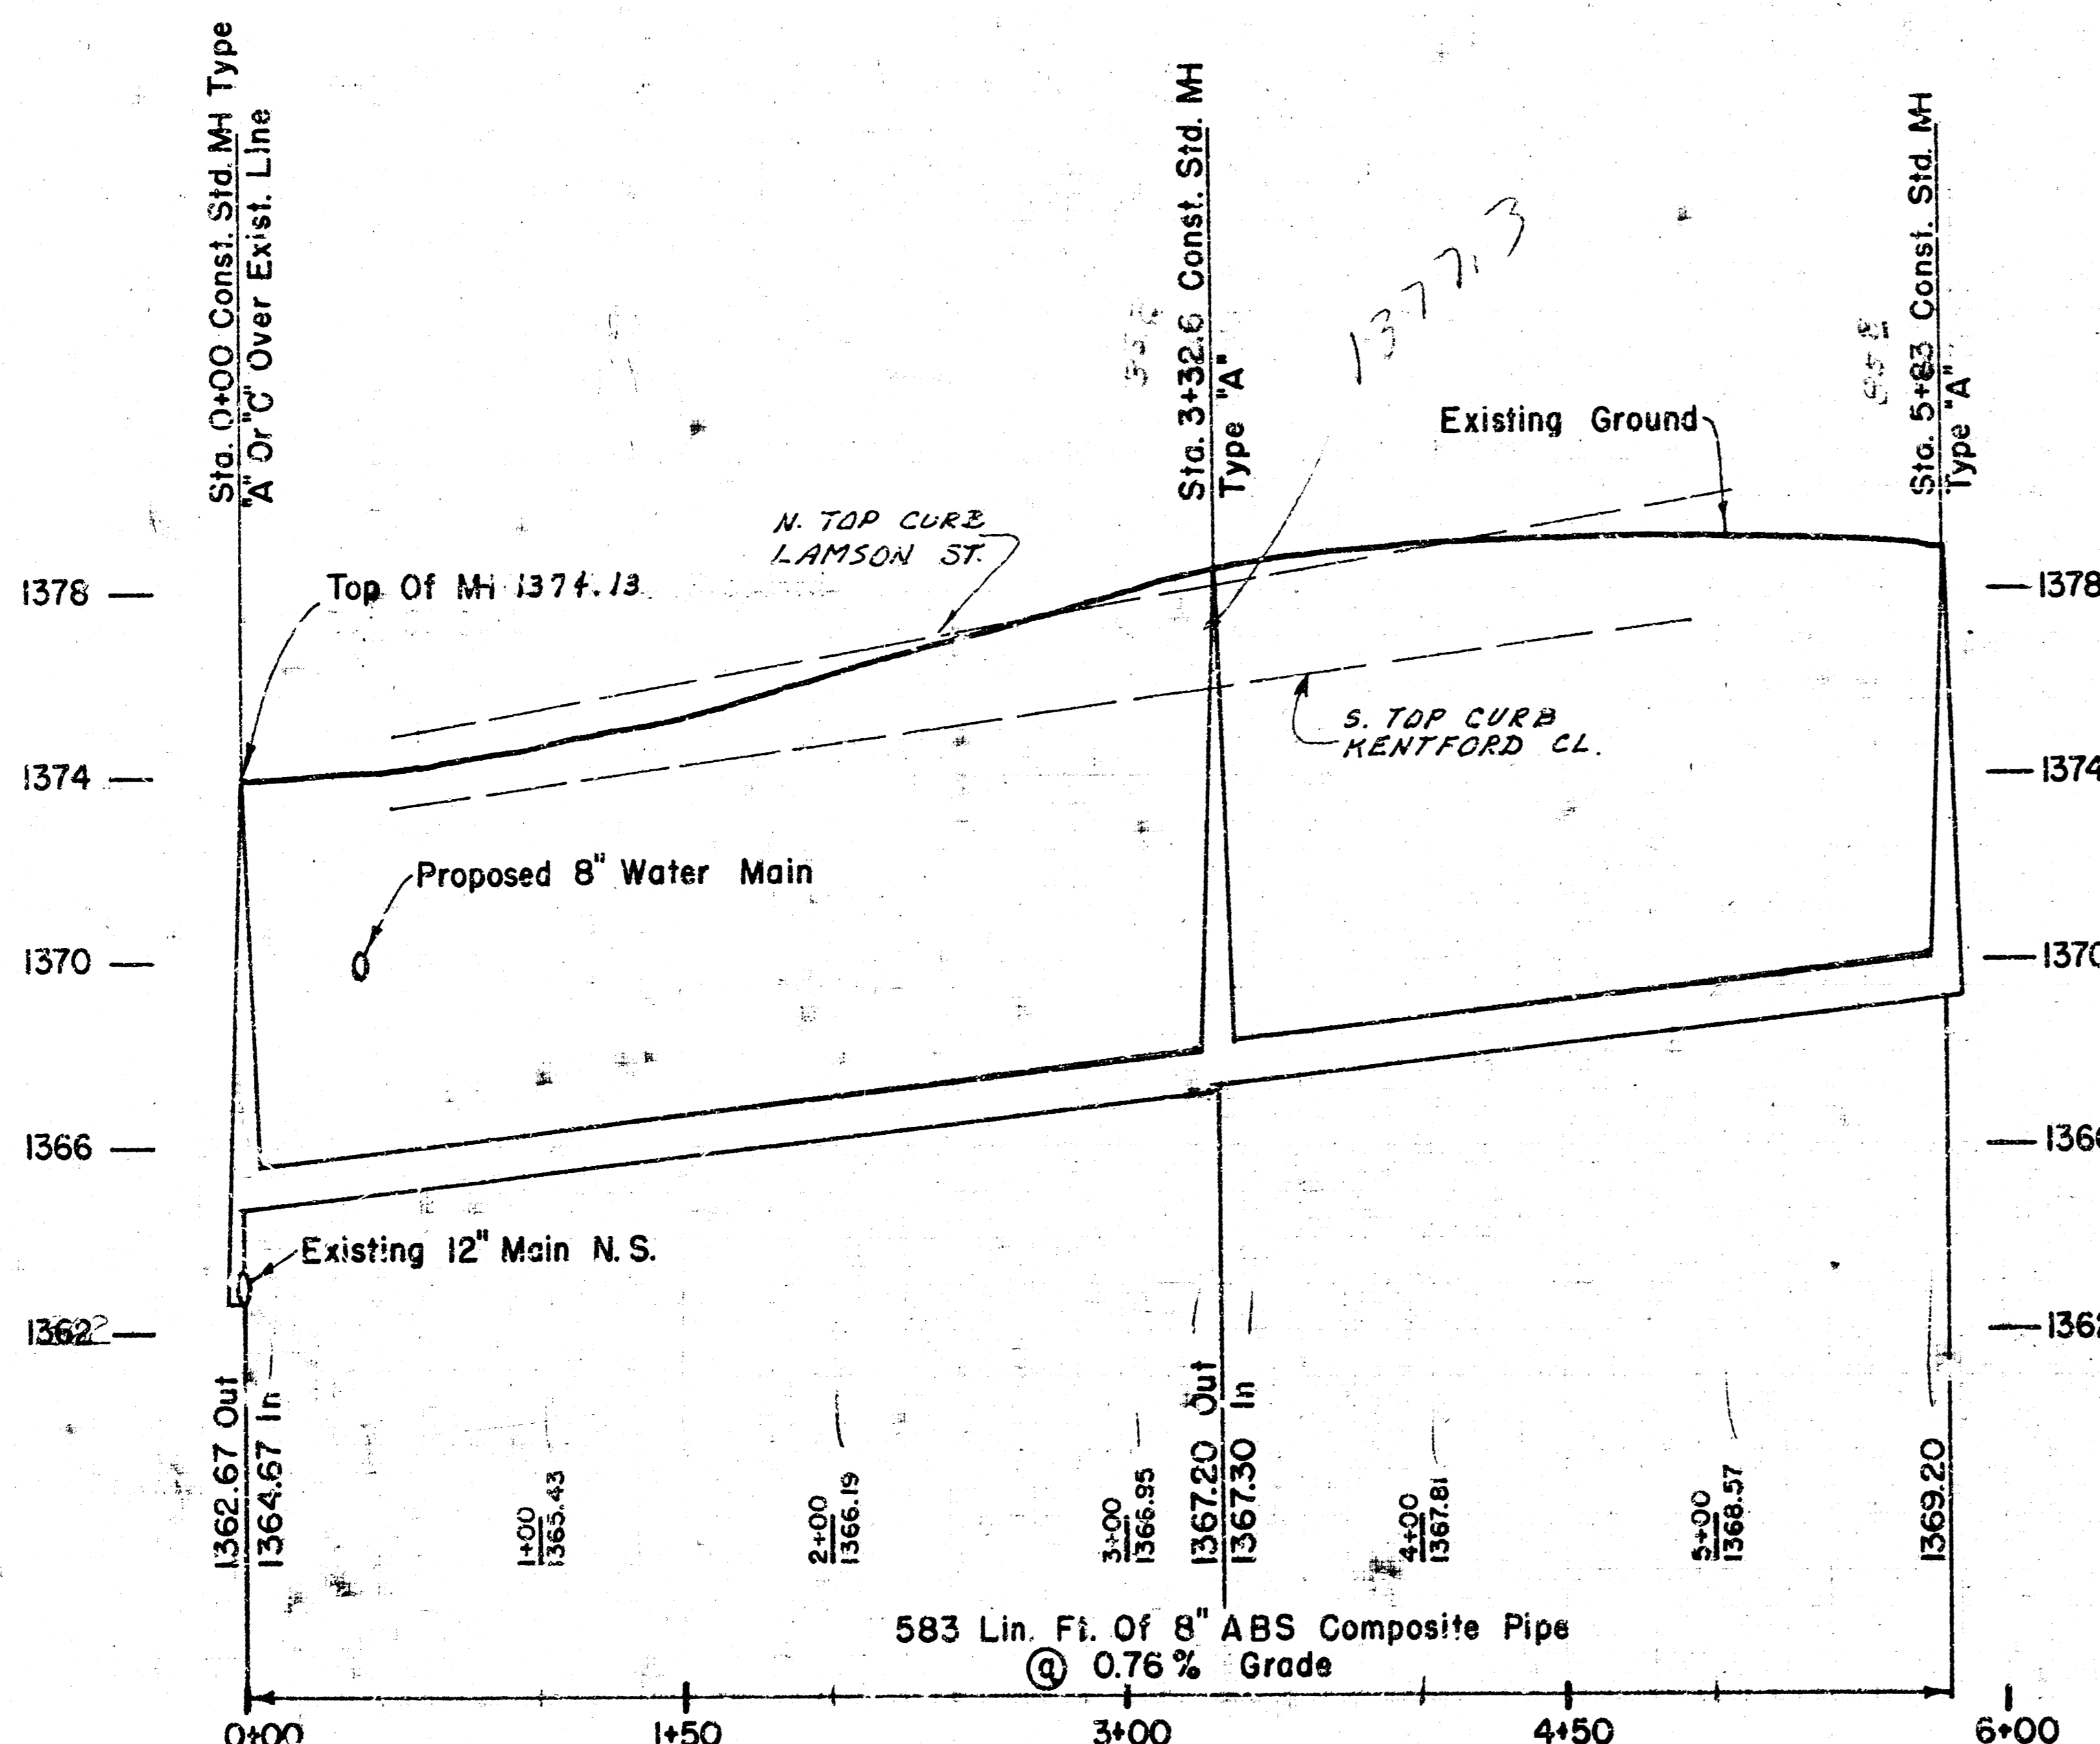 Sta. 0+00 Const. Std. MH Type
"A" Or "C" Over Exist. Line
Sta. 3+32.6 Const. Std. MH
Type "A"
Sta. 5+83 Const. Std. MH
Type "A"
1377.3
Existing Ground
N. TOP CURB
LAMSON ST.
Top Of MH 1374.13
S. TOP CURB
KENTFORD CL.
Proposed 8" Water Main
Existing 12" Main N.S.
1378
1374
1370
1366
1362
1378
1374
1370
1366
1362
1362.67 Out
1364.67 In
1+00
1365.43
2+00
1366.19
3+00
1366.95
1367.20 Out
1367.30 In
4+00
1367.81
5+00
1368.57
1369.20
583 Lin. Ft. Of 8" ABS Composite Pipe
@ 0.76% Grade
0+00 1+50 3+00 4+50 6+00